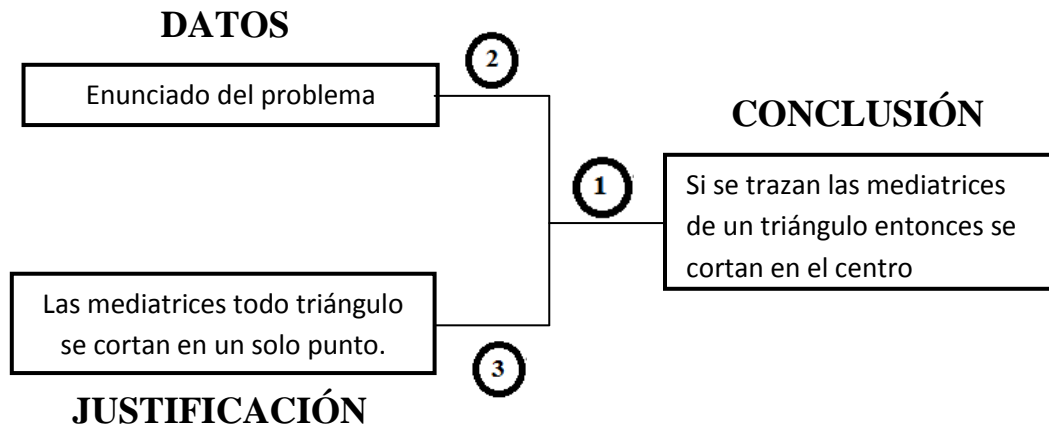 DATOS
2
Enunciado del problema
CONCLUSIÓN
1
Si se trazan las mediatrices
de un triángulo entonces se
cortan en el centro
Las mediatrices todo triángulo
se cortan en un solo punto.
3
JUSTIFICACIÓN